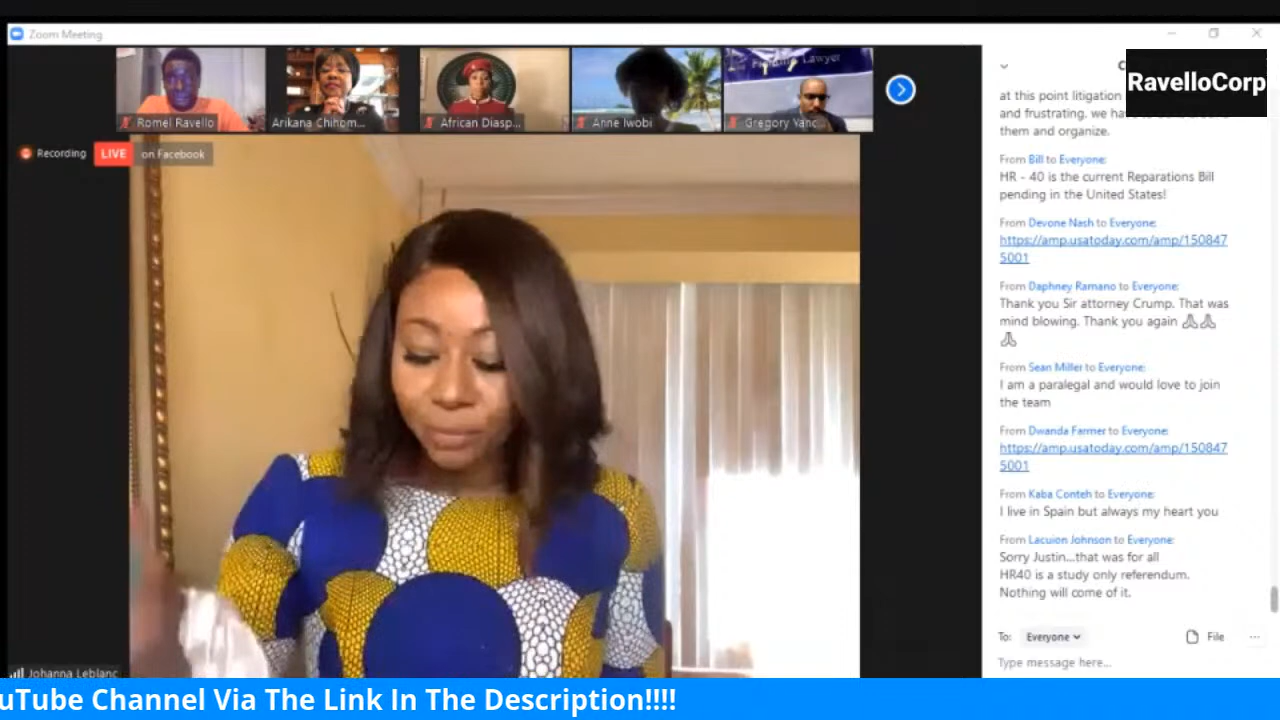 Zoom Meeting
Romel Ravello
Arikana Chihom...
African Diasp...
Anne Iwobi
Gregory Vanc...
Lawyer
RavelloCorp
Recording
LIVE on Facebook
at this point litigation
and frustrating. we
them and organize.
From Bill to Everyone:
HR - 40 is the current Reparations Bill
pending in the United States!
From Devone Nash to Everyone:
https://amp.usatoday.com/amp/150847
5001
From Daphney Ramano to Everyone:
Thank you Sir attorney Crump. That was
mind blowing. Thank you again 🙏🙏
🙏
From Sean Miller to Everyone:
I am a paralegal and would love to join
the team
From Dwanda Farmer to Everyone:
https://amp.usatoday.com/amp/150847
5001
From Kaba Conteh to Everyone:
I live in Spain but always my heart you
From Lacuion Johnson to Everyone:
Sorry Justin...that was for all
HR40 is a study only referendum.
Nothing will come of it.
To: Everyone
File
Type message here...
Johanna Leblanc
uTube Channel Via The Link In The Description!!!!